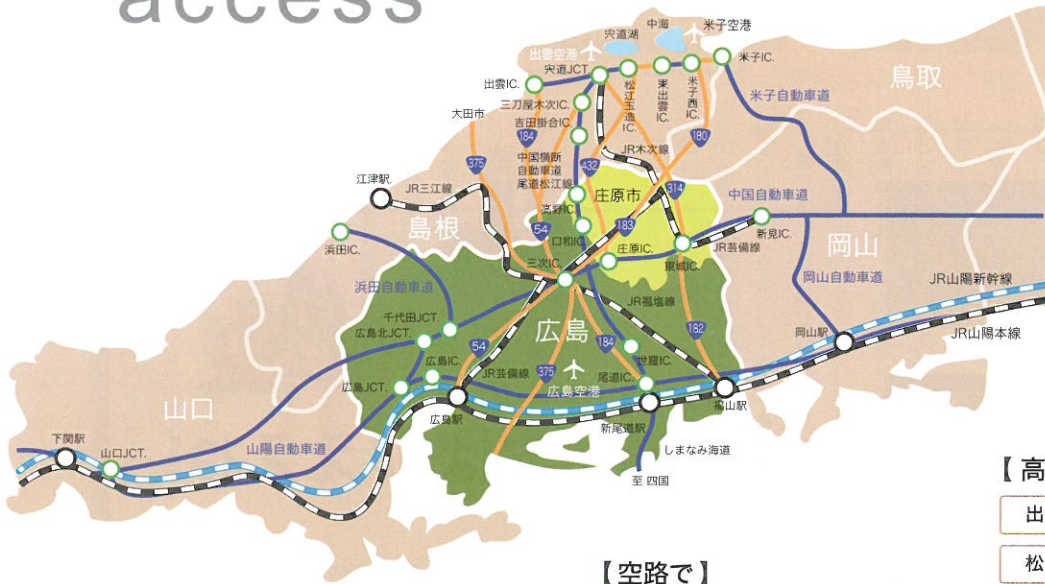 access
宍道湖
中海
米子空港
出雲空港
宍道JCT.
米子IC.
鳥取
出雲IC.
松江玉造IC.
東出雲IC.
米子西IC.
米子自動車道
三刀屋木次IC.
大田市
吉田掛合IC.
184
180
中国横断
自動車道
尾道松江線
JR木次線
375
432
314
江津駅.
JR三江線
庄原市
中国自動車道
高野IC.
島根
183
新見IC.
54
口和IC.
庄原IC.
JR芸備線
岡山
浜田IC.
三次IC.
東城IC.
岡山自動車道
JR山陽新幹線
浜田自動車道
JR福塩線
千代田JCT.
広島
岡山駅
JR山陽本線
広島北JCT.
54
184
182
広島IC.
世羅IC.
JR芸備線
375
尾道IC.
広島JCT.
広島空港
山口
広島駅
新尾道駅
福山駅
下関駅
山口JCT.
山陽自動車道
しまなみ海道
至 四国
【高
出
松
【空路で】